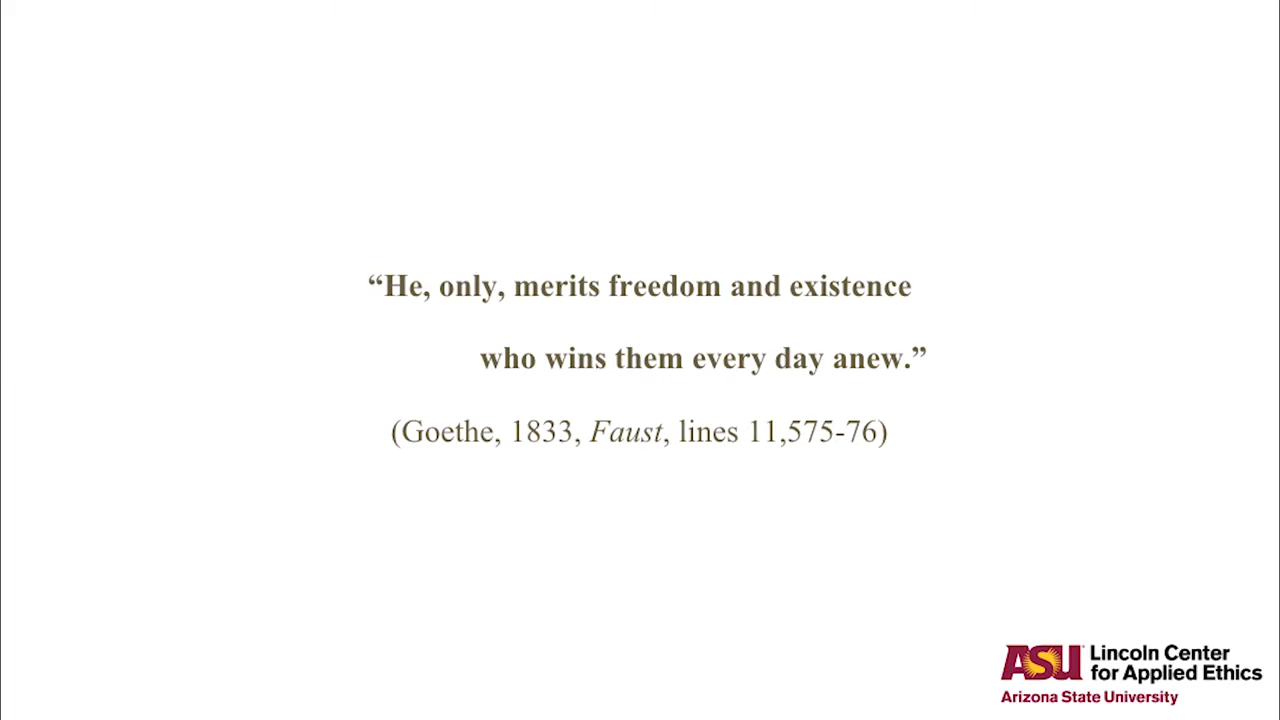 “He, only, merits freedom and existence
who wins them every day anew.”
(Goethe, 1833, Faust, lines 11,575-76)
ASU Lincoln Center
for Applied Ethics
Arizona State University